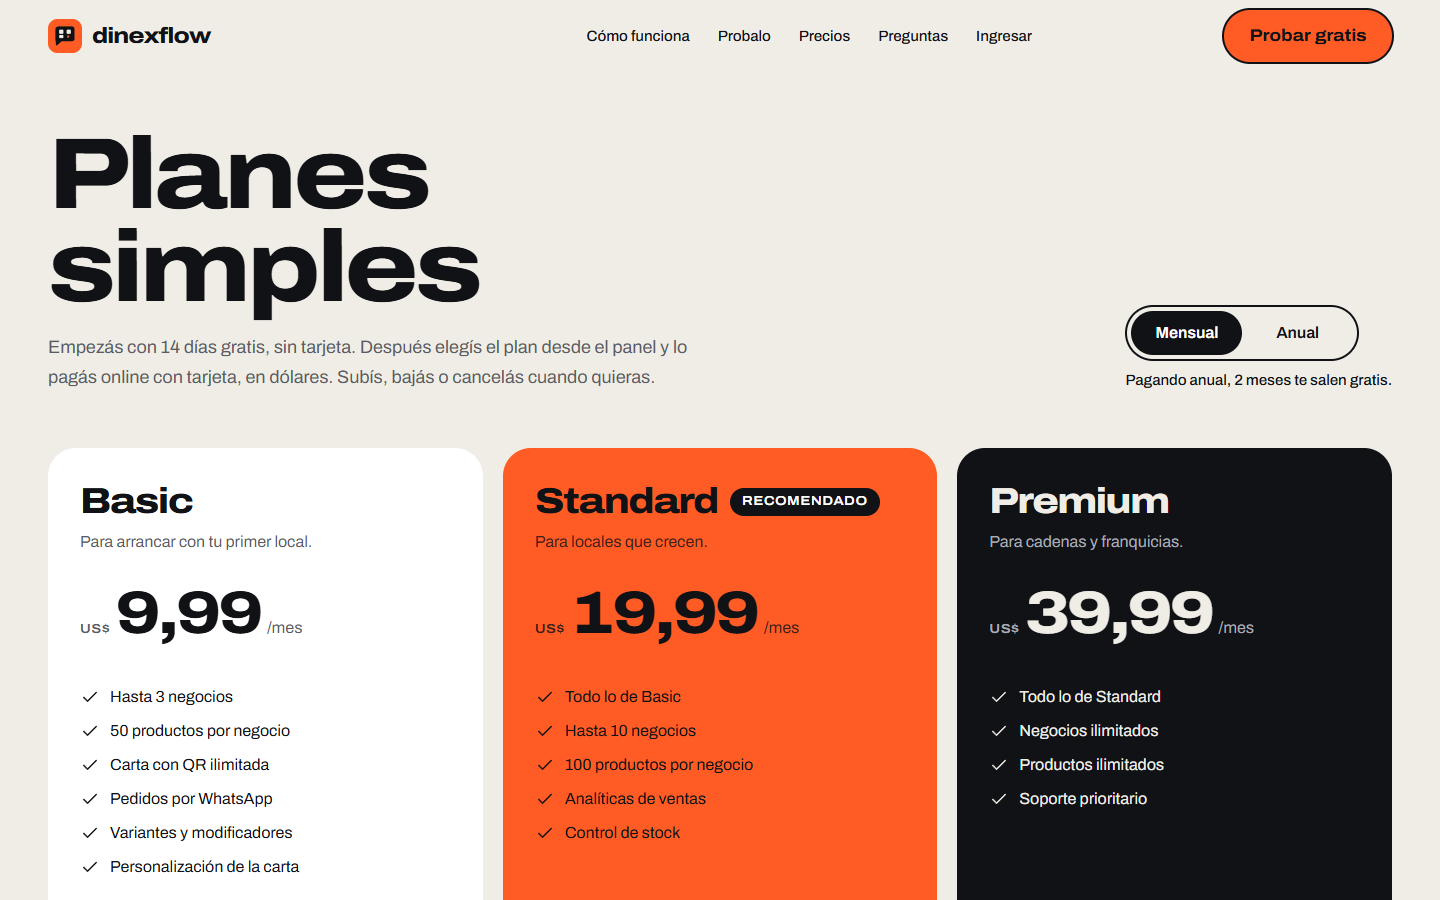 dinexflow
Cómo funciona
Probalo
Precios
Preguntas
Ingresar
Probar gratis
Planes
simples
Empezás con 14 días gratis, sin tarjeta. Después elegís el plan desde el panel y lo
pagás online con tarjeta, en dólares. Subís, bajás o cancelás cuando quieras.
Mensual
Anual
Pagando anual, 2 meses te salen gratis.
Basic
Para arrancar con tu primer local.
US$ 9,99 /mes
Hasta 3 negocios
50 productos por negocio
Carta con QR ilimitada
Pedidos por WhatsApp
Variantes y modificadores
Personalización de la carta
Standard RECOMENDADO
Para locales que crecen.
US$ 19,99 /mes
Todo lo de Basic
Hasta 10 negocios
100 productos por negocio
Analíticas de ventas
Control de stock
Premium
Para cadenas y franquicias.
US$ 39,99 /mes
Todo lo de Standard
Negocios ilimitados
Productos ilimitados
Soporte prioritario